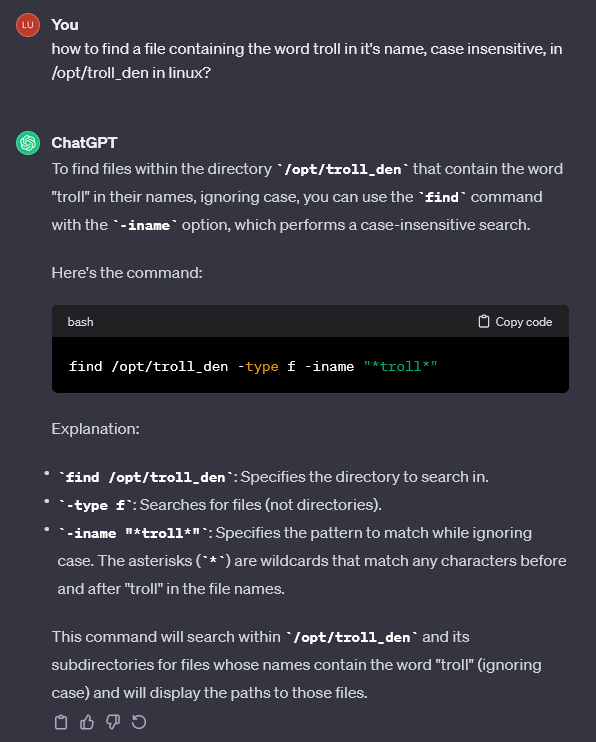 LU
You
how to find a file containing the word troll in it's name, case insensitive, in
/opt/troll_den in linux?
ChatGPT
To find files within the directory `/opt/troll_den` that contain the word
"troll" in their names, ignoring case, you can use the `find` command
with the `-iname` option, which performs a case-insensitive search.
Here's the command:
bash
Copy code
find /opt/troll_den -type f -iname "*troll*"
Explanation:
• `find /opt/troll_den`: Specifies the directory to search in.
• `-type f`: Searches for files (not directories).
• `-iname "*troll*"`: Specifies the pattern to match while ignoring
case. The asterisks (`*`) are wildcards that match any characters before
and after "troll" in the file names.
This command will search within `/opt/troll_den` and its
subdirectories for files whose names contain the word "troll" (ignoring
case) and will display the paths to those files.